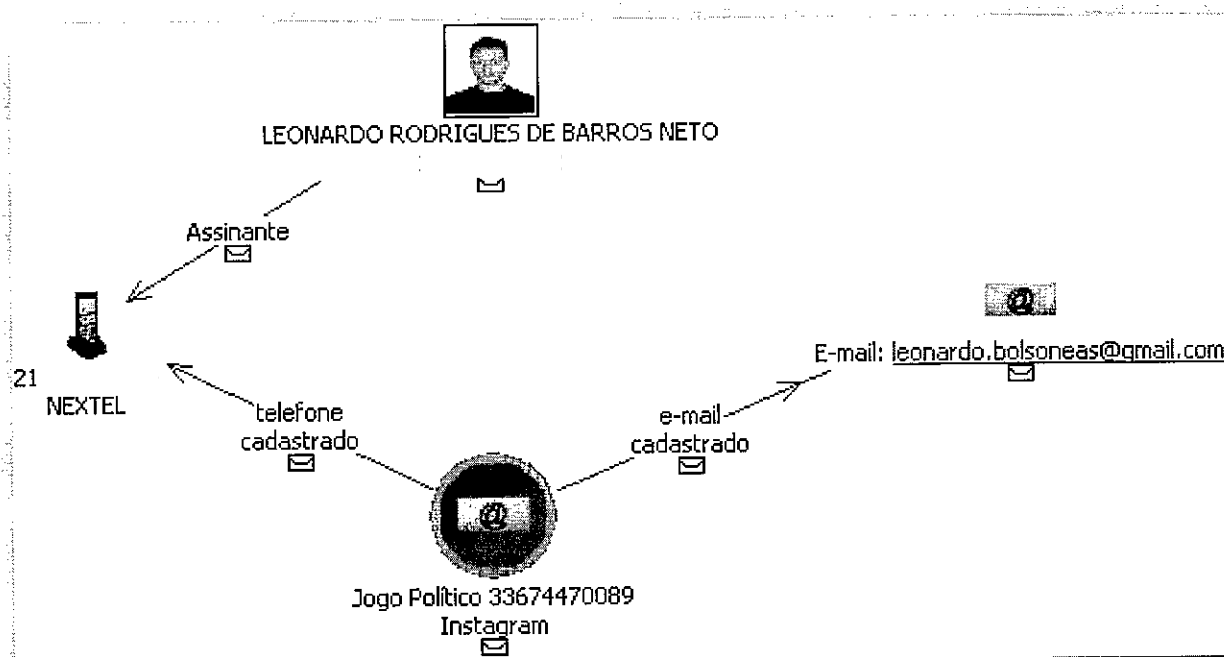 LEONARDO RODRIGUES DE BARROS NETO
Assinante
E-mail: leonardo.bolsoneas@gmail.com
21
NEXTEL
telefone
cadastrado
e-mail
cadastrado
@
@
Jogo Político 33674470089
Instagram